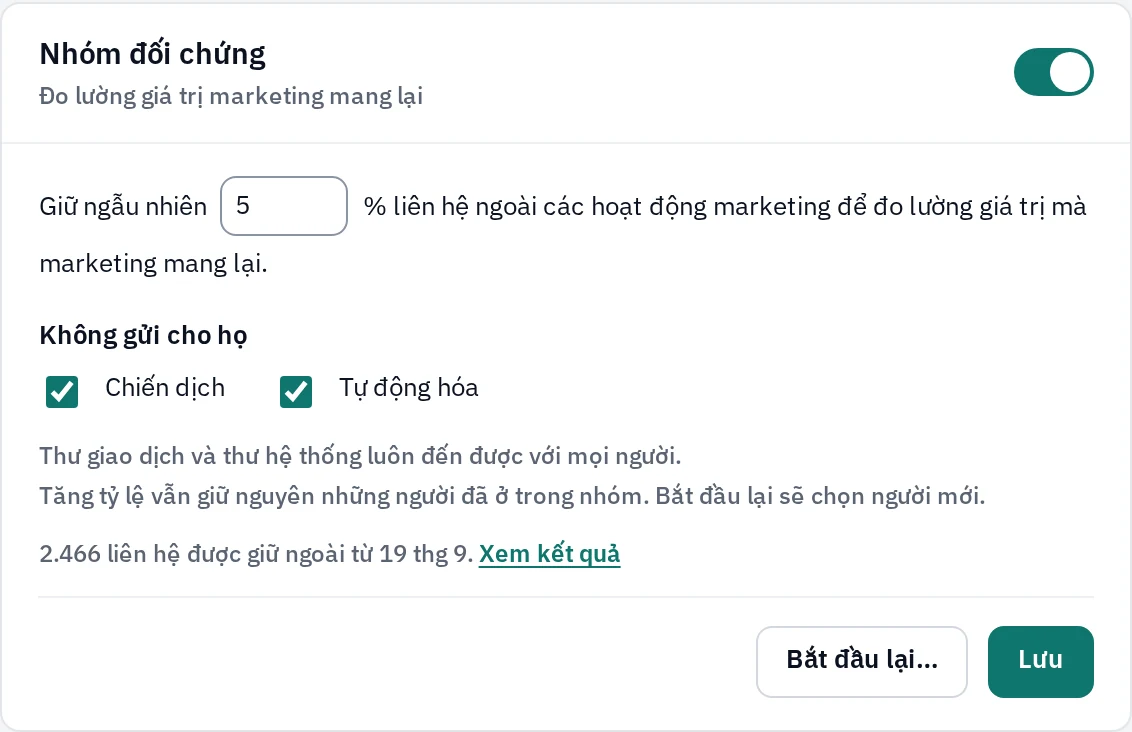 Nhóm đối chứng
Đo lường giá trị marketing mang lại
Giữ ngẫu nhiên 5 % liên hệ ngoài các hoạt động marketing để đo lường giá trị mà
marketing mang lại.
Không gửi cho họ
Chiến dịch Tự động hóa
Thư giao dịch và thư hệ thống luôn đến được với mọi người.
Tăng tỷ lệ vẫn giữ nguyên những người đã ở trong nhóm. Bắt đầu lại sẽ chọn người mới.
2.466 liên hệ được giữ ngoài từ 19 thg 9. Xem kết quả
Bắt đầu lại... Lưu